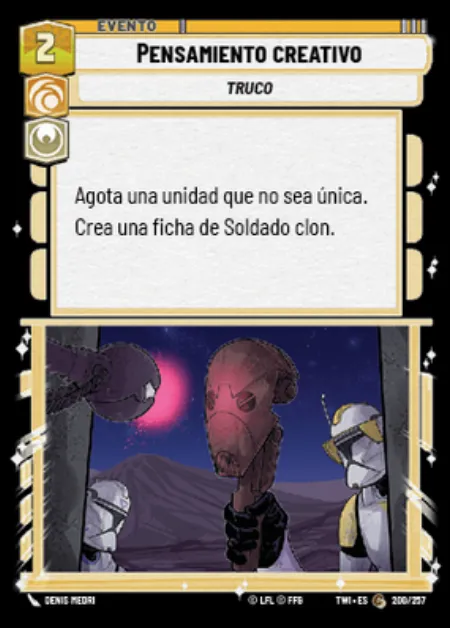 EVENTO
2
PENSAMIENTO CREATIVO
TRUCO
Agota una unidad que no sea única.
Crea una ficha de Soldado clon.
DENIS MEDRI
© LFL © FFG
TWI • ES
200/257